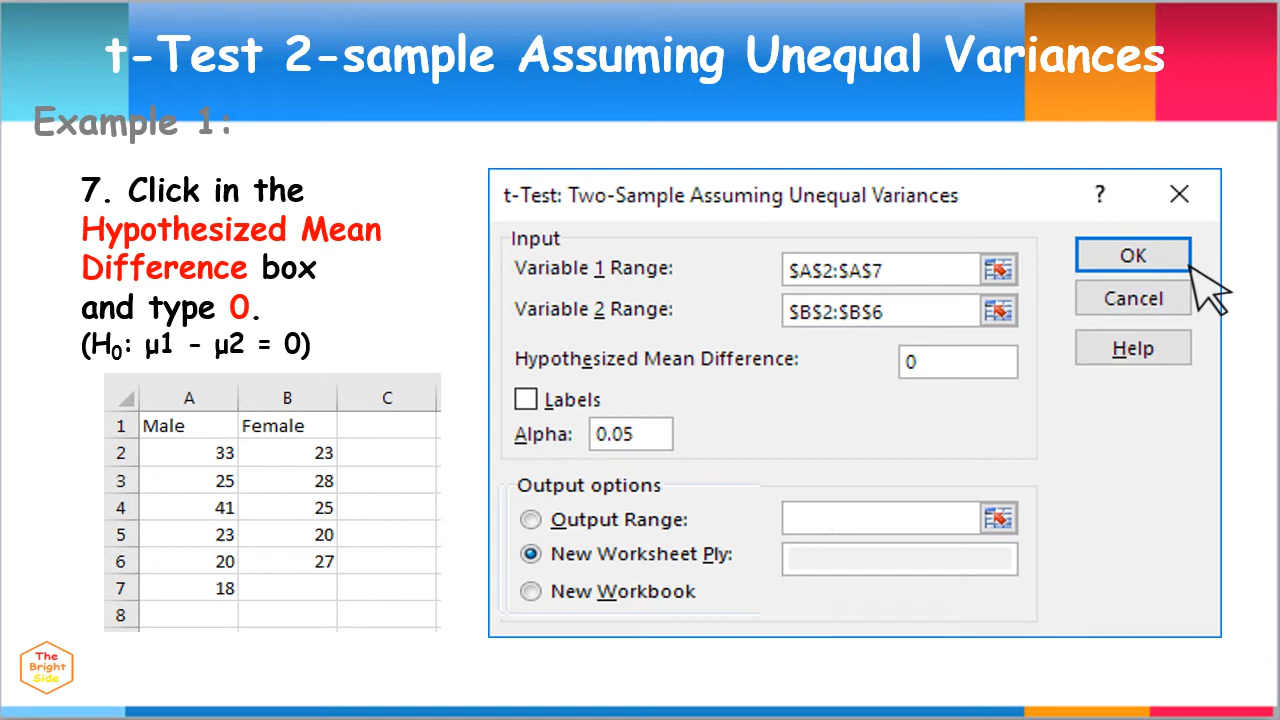 t-Test 2-sample Assuming Unequal Variances
Example 1:
7. Click in the
Hypothesized Mean
Difference box
and type 0.
(H₀: µ1 - µ2 = 0)
A B C
1 Male Female
2 33 23
3 25 28
4 41 25
5 23 20
6 20 27
7 18
8
t-Test: Two-Sample Assuming Unequal Variances ?
Input
Variable 1 Range: $A$2:$A$7
Variable 2 Range: $B$2:$B$6
Hypothesized Mean Difference: 0
Labels
Alpha: 0.05
OK
Cancel
Help
Output options
Output Range:
New Worksheet Ply:
New Workbook
The
Bright
Side